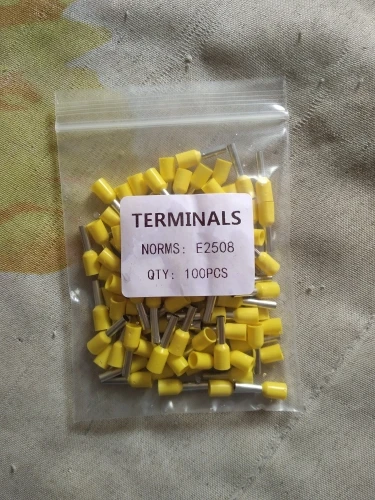 TERMINALS
NORMS: E2508
QTY: 100PCS